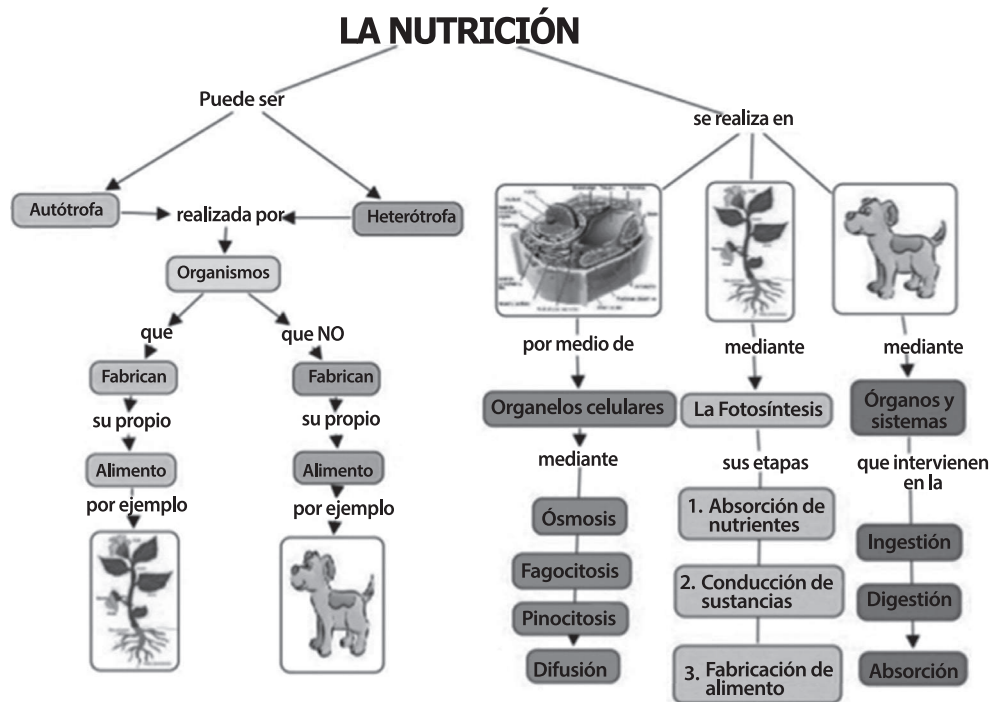 LA NUTRICIÓN
Puede ser
se realiza en
Autótrofa
realizada por
Heterótrofa
Organismos
que
que NO
Fabrican
Fabrican
su propio
su propio
Alimento
Alimento
por ejemplo
por ejemplo
por medio de
mediante
mediante
Organelos celulares
La Fotosíntesis
Órganos y
sistemas
mediante
sus etapas
que intervienen
en la
Ósmosis
Fagocitosis
Pinocitosis
Difusión
1. Absorción de
nutrientes
2. Conducción de
sustancias
3. Fabricación de
alimento
Ingestión
Digestión
Absorción